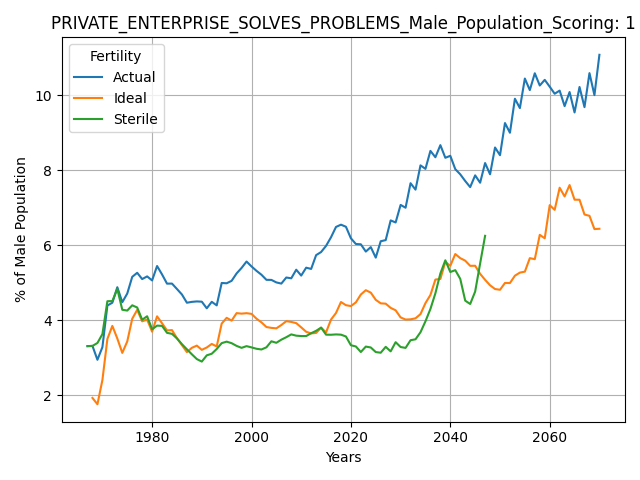 PRIVATE_ENTERPRISE_SOLVES_PROBLEMS_Male_Population_Scoring: 1
Fertility
Actual
Ideal
Sterile
% of Male Population
10
8
6
4
2
1980 2000 2020 2040 2060
Years